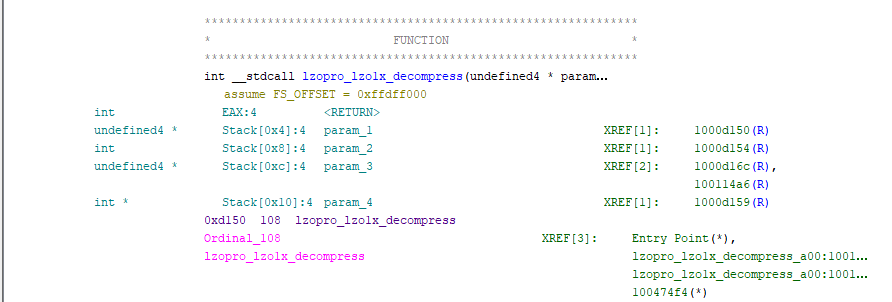 **************************************************************
* FUNCTION *
**************************************************************
int __stdcall lzopro_lzo1x_decompress(undefined4 * param...
assume FS_OFFSET = 0xffdff000
int EAX:4 <RETURN>
undefined4 * Stack[0x4]:4 param_1 XREF[1]: 1000d150(R)
int Stack[0x8]:4 param_2 XREF[1]: 1000d154(R)
undefined4 * Stack[0xc]:4 param_3 XREF[2]: 1000d16c(R),
100114a6(R)
int * Stack[0x10]:4 param_4 XREF[1]: 1000d159(R)
0xd150 108 lzopro_lzo1x_decompress
Ordinal_108 XREF[3]: Entry Point(*),
lzopro_lzo1x_decompress lzopro_lzo1x_decompress_a00:1001...
lzopro_lzo1x_decompress_a00:1001...
100474f4(*)